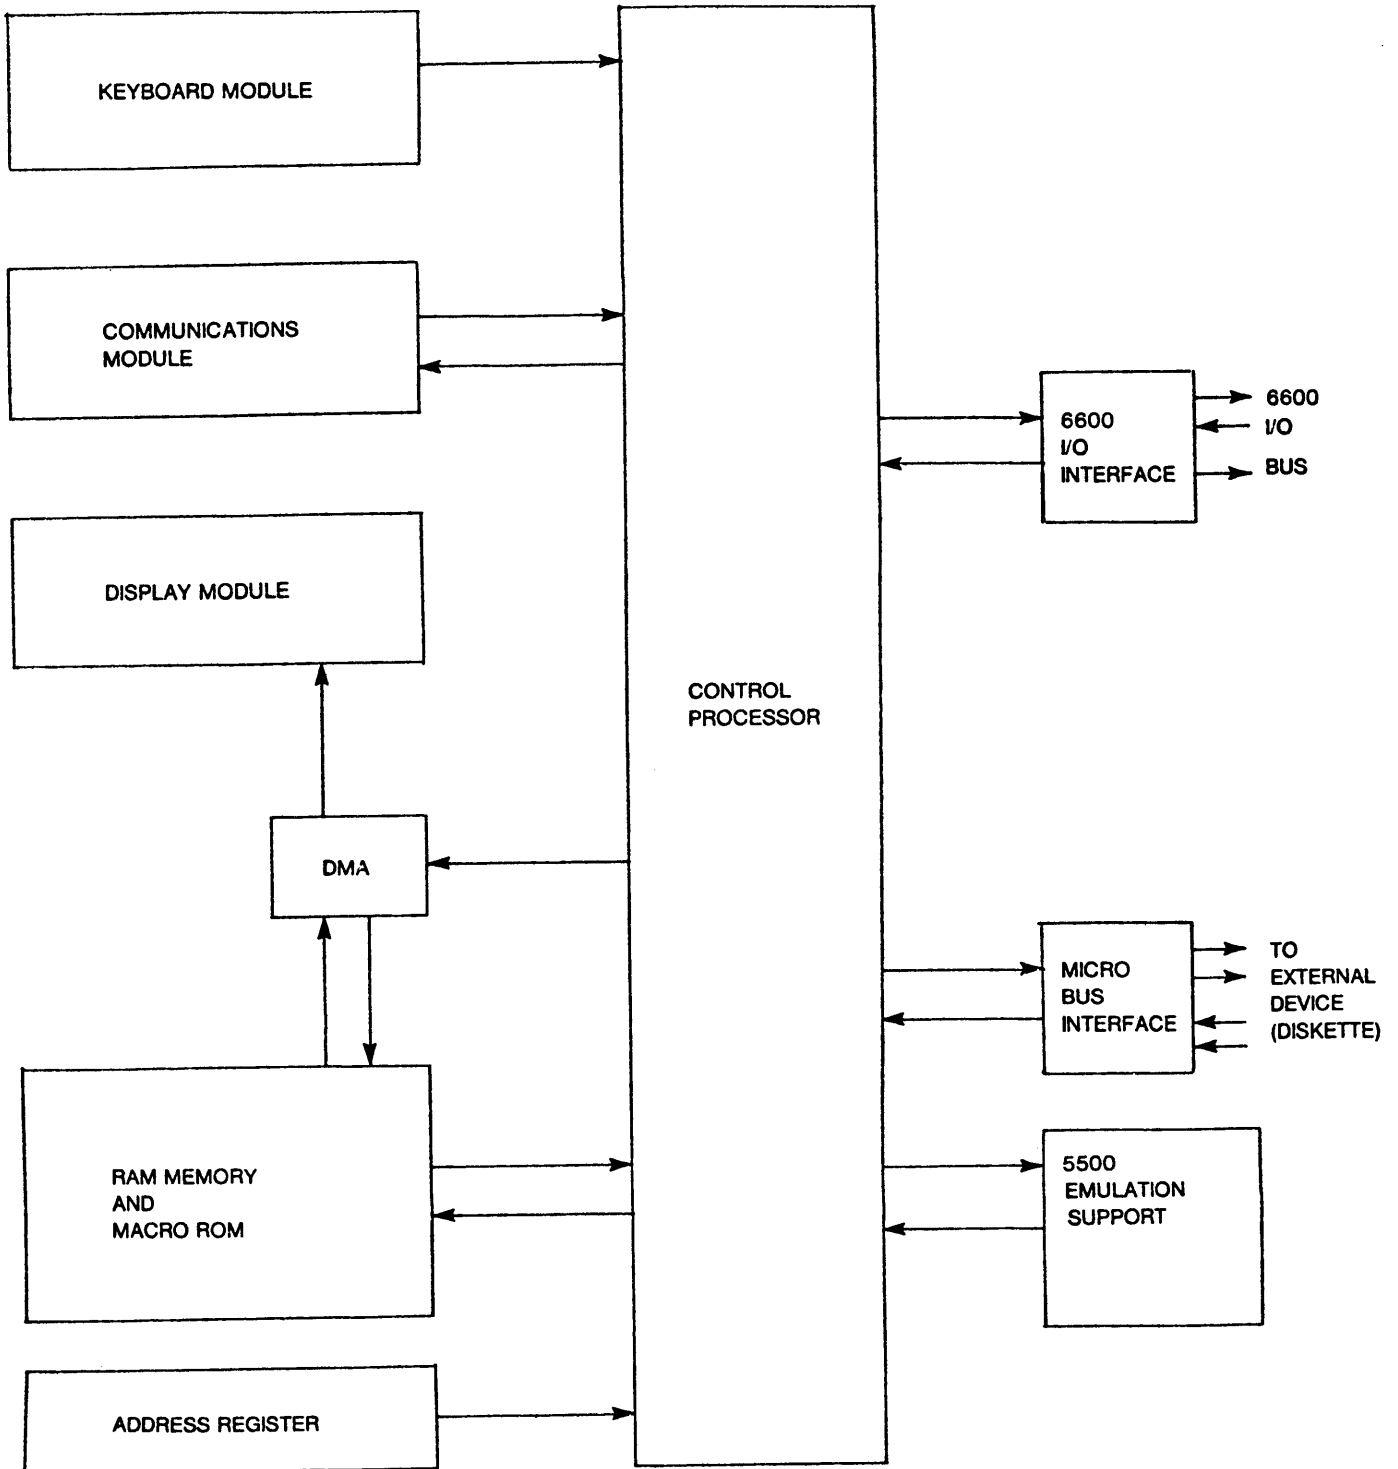 KEYBOARD MODULE
COMMUNICATIONS
MODULE
DISPLAY MODULE
DMA
RAM MEMORY
AND
MACRO ROM
ADDRESS REGISTER
CONTROL
PROCESSOR
6600
I/O
INTERFACE
6600
I/O
BUS
MICRO
BUS
INTERFACE
TO
EXTERNAL
DEVICE
(DISKETTE)
5500
EMULATION
SUPPORT